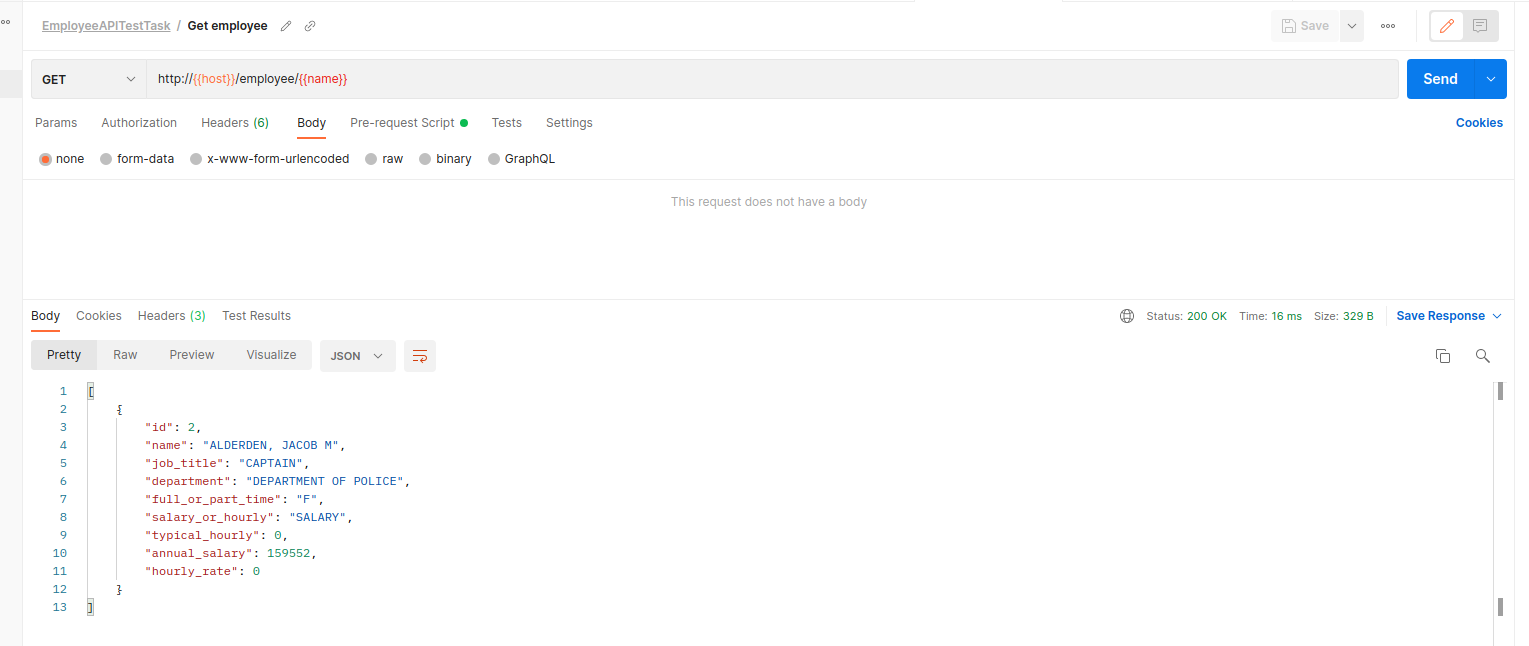 EmployeeAPITestTask / Get employee
Save
GET http://{{host}}/employee/{{name}} Send
Params Authorization Headers (6) Body Pre-request Script Tests Settings Cookies
none form-data x-www-form-urlencoded raw binary GraphQL
This request does not have a body
Body Cookies Headers (3) Test Results Status: 200 OK Time: 16 ms Size: 329 B Save Response
Pretty Raw Preview Visualize JSON
1 [
2 {
3 "id": 2,
4 "name": "ALDERDEN, JACOB M",
5 "job_title": "CAPTAIN",
6 "department": "DEPARTMENT OF POLICE",
7 "full_or_part_time": "F",
8 "salary_or_hourly": "SALARY",
9 "typical_hourly": 0,
10 "annual_salary": 159552,
11 "hourly_rate": 0
12 }
13 ]